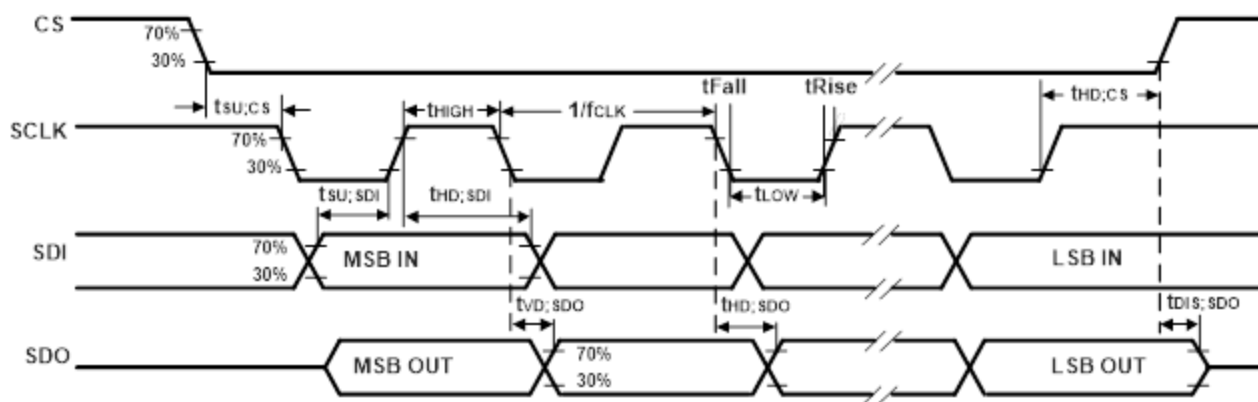 CS
70%
30%
tSU;CS
tHIGH
1/fCLK
tFall
tRise
tHD;CS
SCLK
70%
30%
tSU;SDI
tHD;SDI
tLOW
SDI
70%
30%
MSB IN
LSB IN
tVD;SDO
tHD;SDO
tDIS;SDO
SDO
MSB OUT
70%
30%
LSB OUT